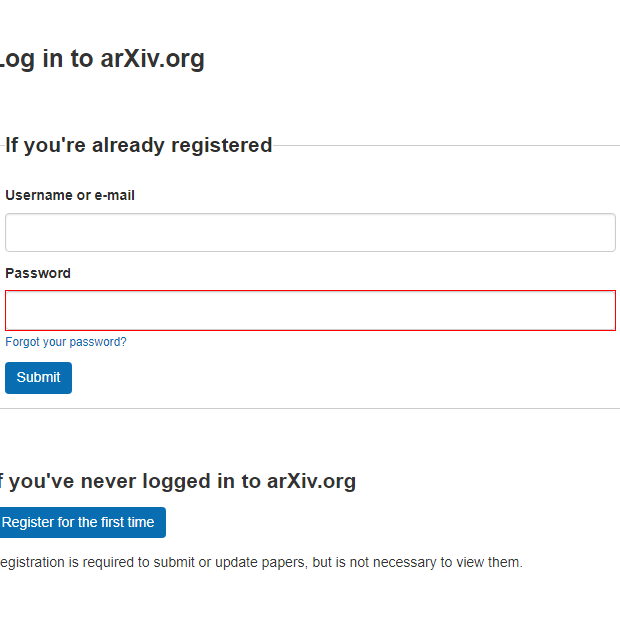 Log in to arXiv.org
If you're already registered
Username or e-mail
Password
Forgot your password?
Submit
If you've never logged in to arXiv.org
Register for the first time
egistration is required to submit or update papers, but is not necessary to view them.